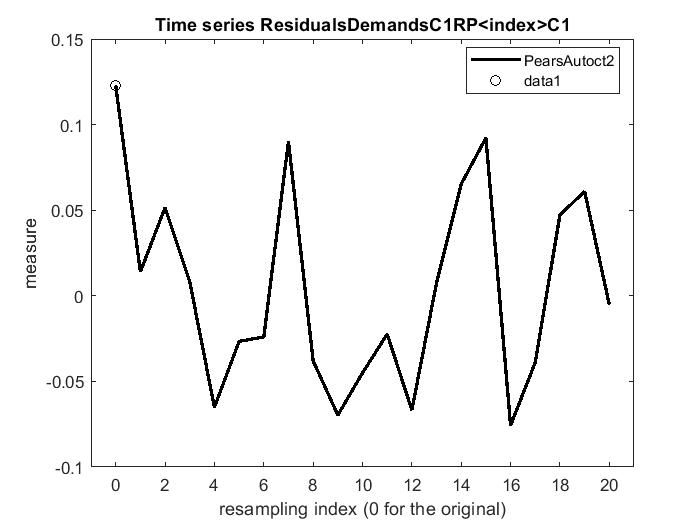 Time series ResidualsDemandsC1RP<index>C1
PearsAutoct2
data1
0.15
0.1
0.05
0
-0.05
-0.1
measure
0 2 4 6 8 10 12 14 16 18 20
resampling index (0 for the original)